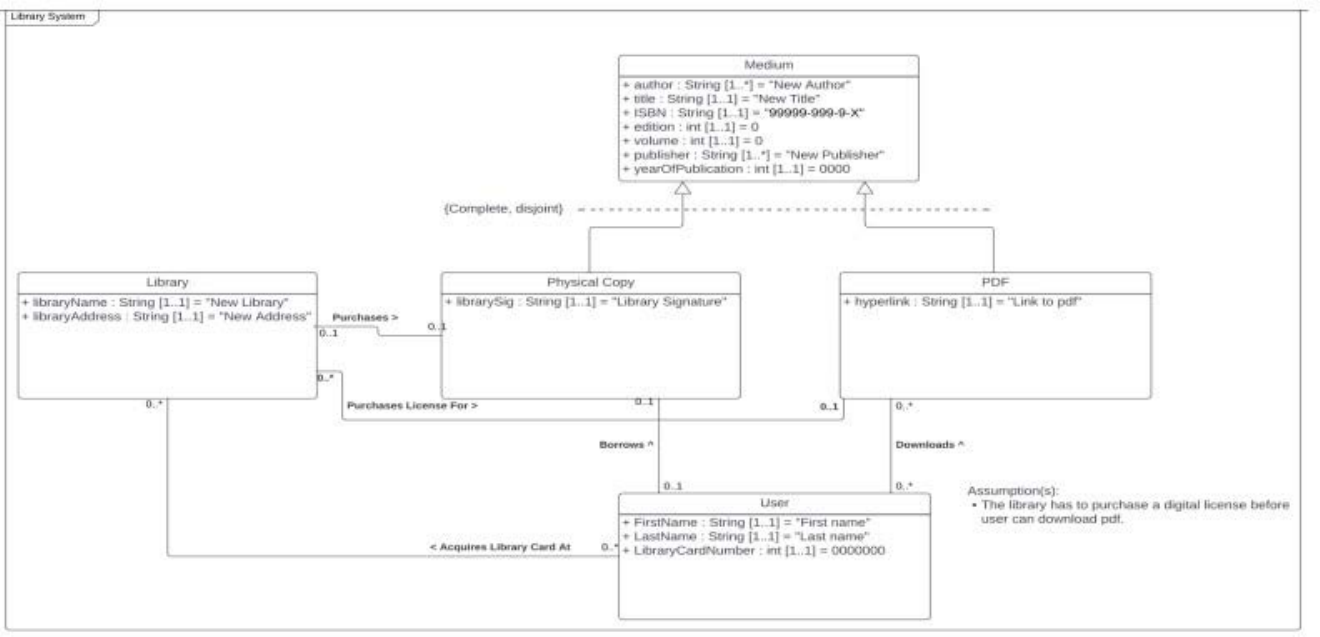 Library System
Medium
+ author : String [1..*] = "New Author"
+ title : String [1..1] = "New Title"
+ ISBN : String [1..1] = "99999-999-9-X"
+ edition : int [1..1] = 0
+ volume : int [1..1] = 0
+ publisher : String [1..*] = "New Publisher"
+ yearOfPublication : int [1..1] = 0000
{Complete, disjoint}
Library
+ libraryName : String [1..1] = "New Library"
+ libraryAddress : String [1..1] = "New Address"
Physical Copy
+ librarySig : String [1..1] = "Library Signature"
PDF
+ hyperlink : String [1..1] = "Link to pdf"
Purchases >
0..1
0..1
0..*
Purchases License For >
0..1
0..*
0..1
0..*
Borrows ^
Downloads ^
0..1
0..*
User
+ FirstName : String [1..1] = "First name"
+ LastName : String [1..1] = "Last name"
+ LibraryCardNumber : int [1..1] = 0000000
< Acquires Library Card At
0..*
Assumption(s):
• The library has to purchase a digital license before
user can download pdf.